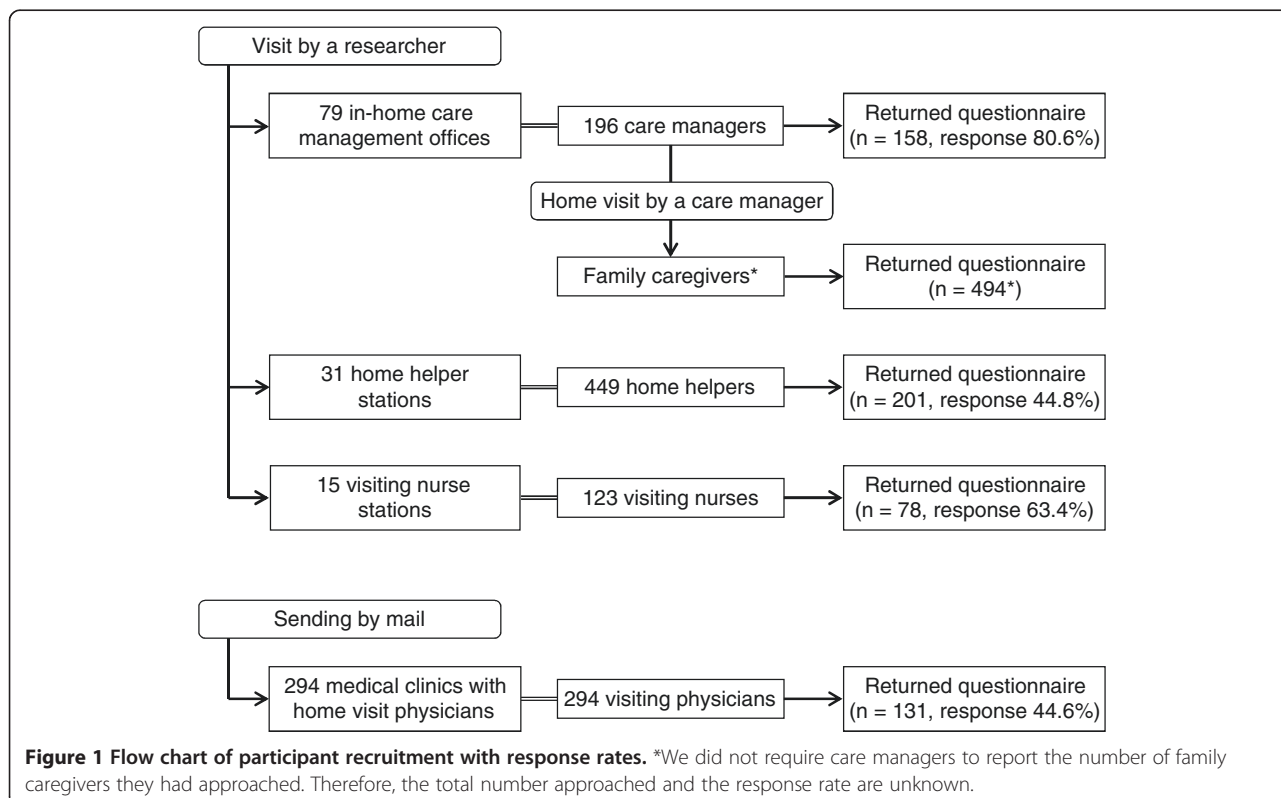 Visit by a researcher
79 in-home care
management offices
196 care managers
Returned questionnaire
(n = 158, response 80.6%)
Home visit by a care manager
Family caregivers*
Returned questionnaire
(n = 494*)
31 home helper
stations
449 home helpers
Returned questionnaire
(n = 201, response 44.8%)
15 visiting nurse
stations
123 visiting nurses
Returned questionnaire
(n = 78, response 63.4%)
Sending by mail
294 medical clinics with
home visit physicians
294 visiting physicians
Returned questionnaire
(n = 131, response 44.6%)
Figure 1 Flow chart of participant recruitment with response rates. *We did not require care managers to report the number of family
caregivers they had approached. Therefore, the total number approached and the response rate are unknown.